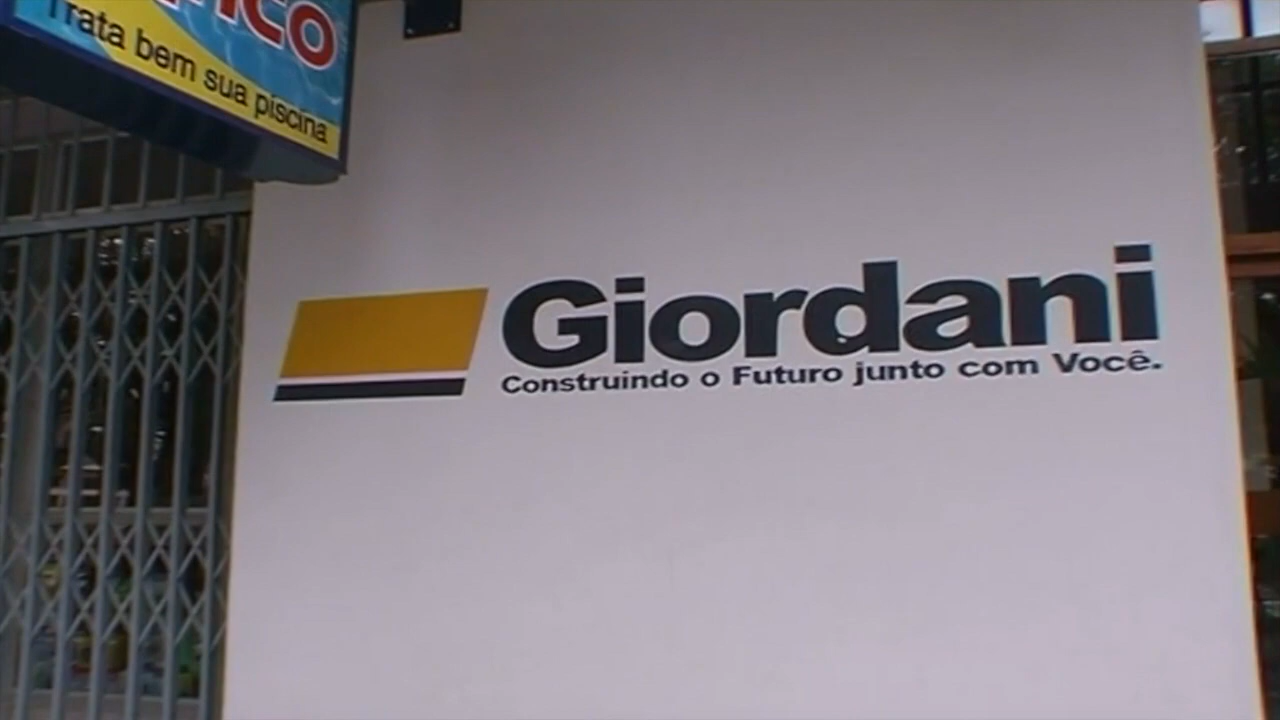 Trata bem sua piscina
Giordani
Construindo o Futuro junto com Você.